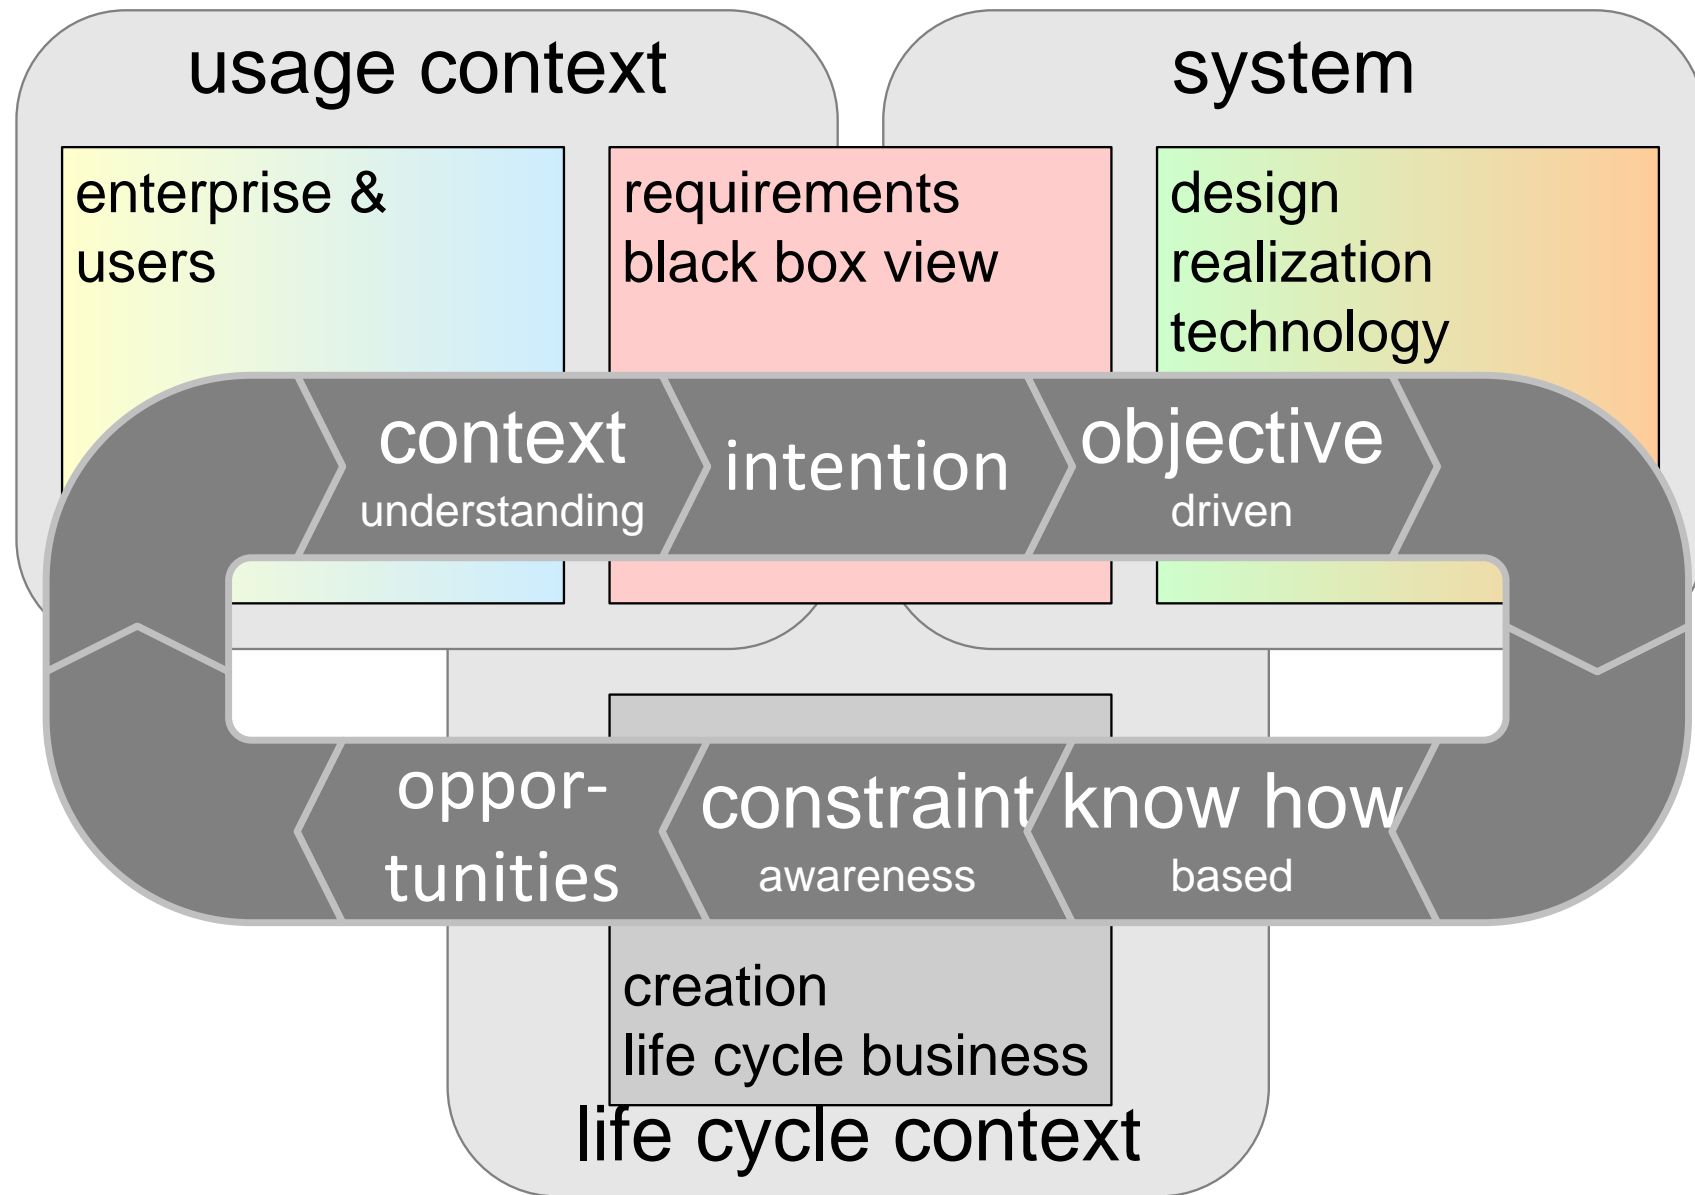 usage context
system
enterprise &
users
requirements
black box view
design
realization
technology
context
understanding
intention
objective
driven
oppor-
tunities
constraint
awareness
know how
based
creation
life cycle business
life cycle context